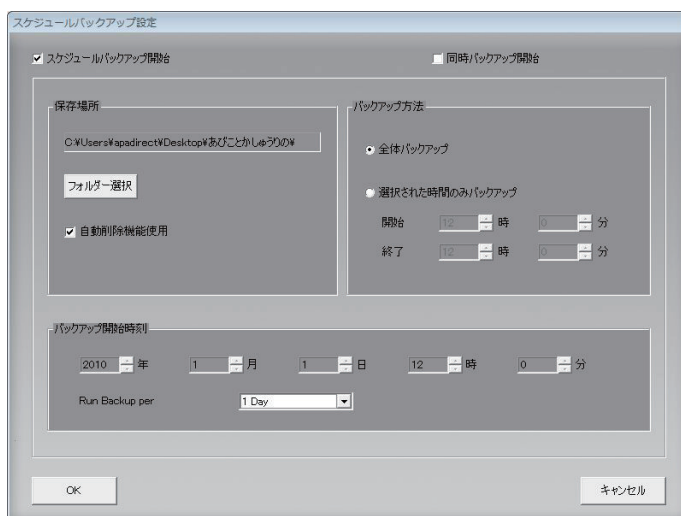 スケジュールバックアップ設定
スケジュールバックアップ開始
同時バックアップ開始
保存場所
C:¥Users¥apadirect¥Desktop¥あびことかしゅうりの¥
フォルダー選択
自動削除機能使用
バックアップ方法
全体バックアップ
選択された時間のみバックアップ
開始 12 時 0 分
終了 12 時 0 分
バックアップ開始時刻
2010 年 1 月 1 日 12 時 0 分
Run Backup per 1 Day
OK
キャンセル